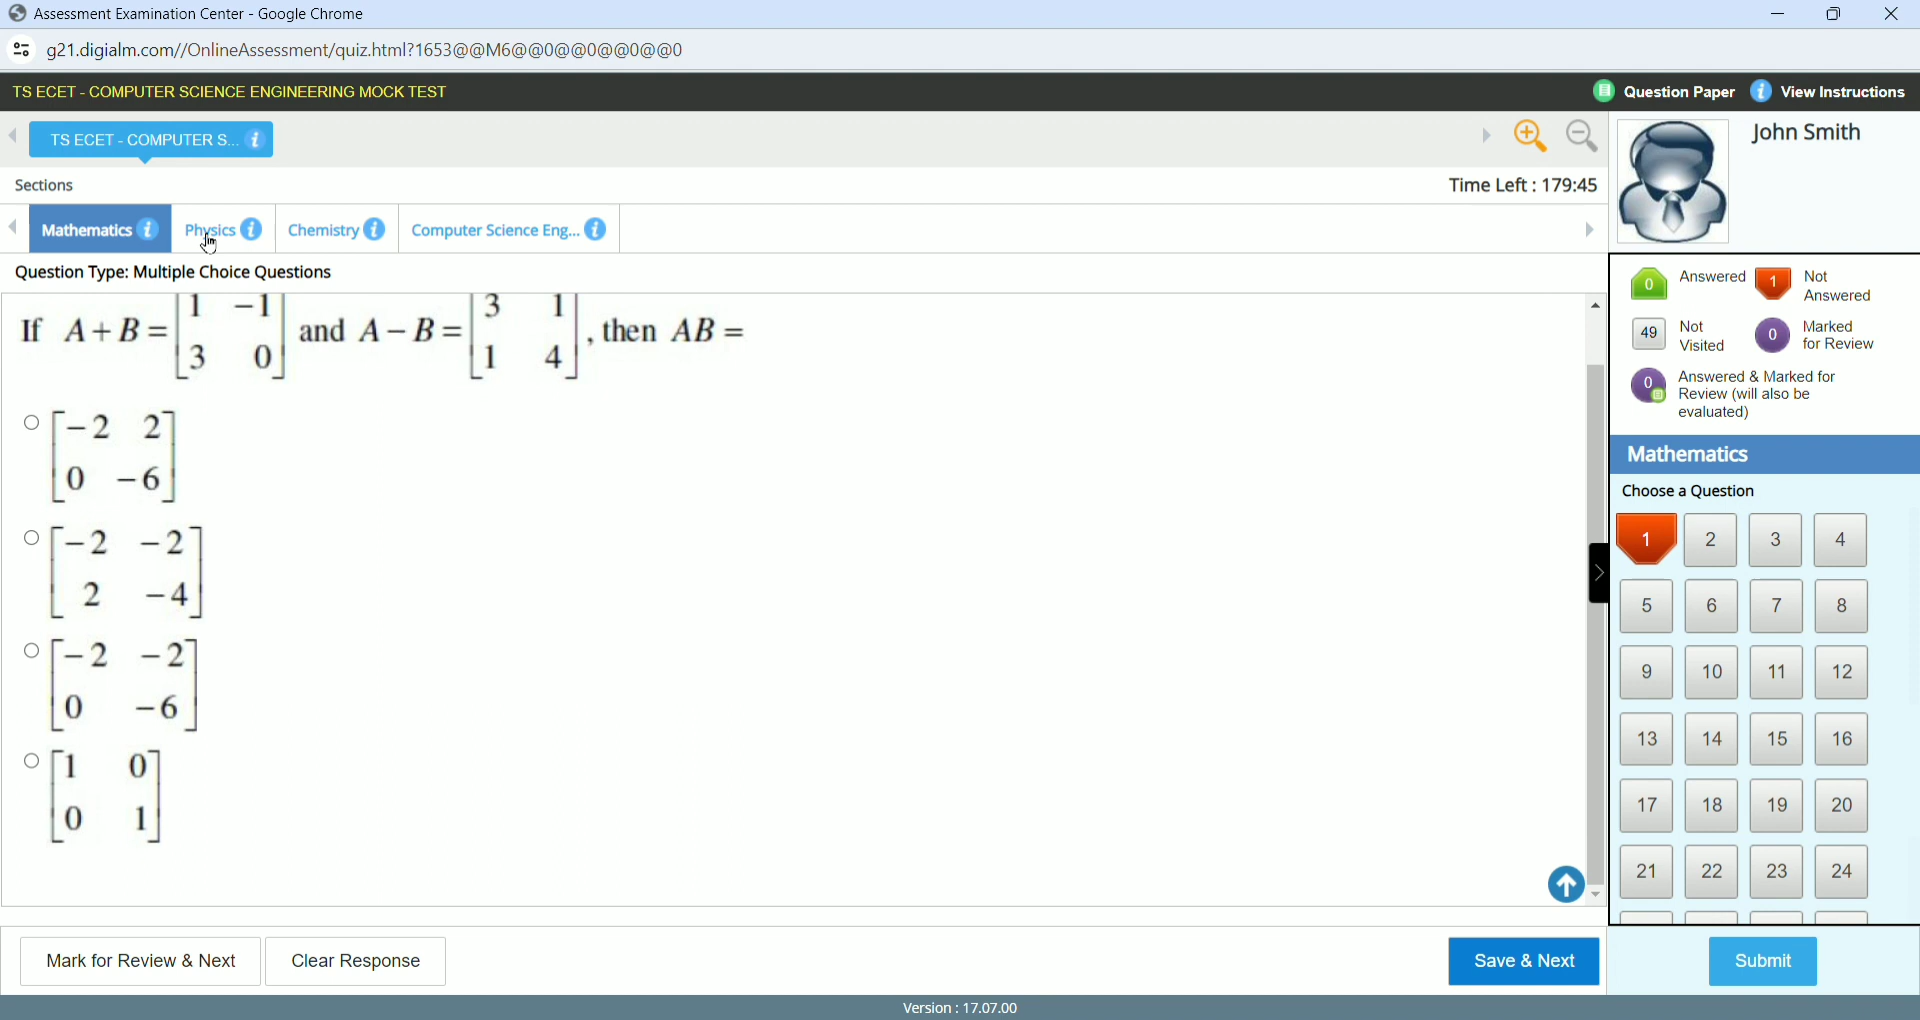 Assessment Examination Center - Google Chrome
g21.digialm.com//OnlineAssessment/quiz.html?1653@@M6@@0@@0@@0@@0
TS ECET - COMPUTER SCIENCE ENGINEERING MOCK TEST
Question Paper
View Instructions
TS ECET - COMPUTER S...
John Smith
Sections
Time Left : 179:45
Mathematics
Physics
Chemistry
Computer Science Eng...
Question Type: Multiple Choice Questions
If A + B = [1 −1 3 0] and A − B = [3 1 1 4], then AB =
[−2 2
0 −6]
[−2 −2
2 −4]
[−2 −2
0 −6]
[1 0
0 1]
0 Answered
1 Not Answered
49 Not Visited
0 Marked for Review
0 Answered & Marked for
Review (will also be
evaluated)
Mathematics
Choose a Question
1 2 3 4
5 6 7 8
9 10 11 12
13 14 15 16
17 18 19 20
21 22 23 24
Mark for Review & Next
Clear Response
Save & Next
Submit
Version : 17.07.00